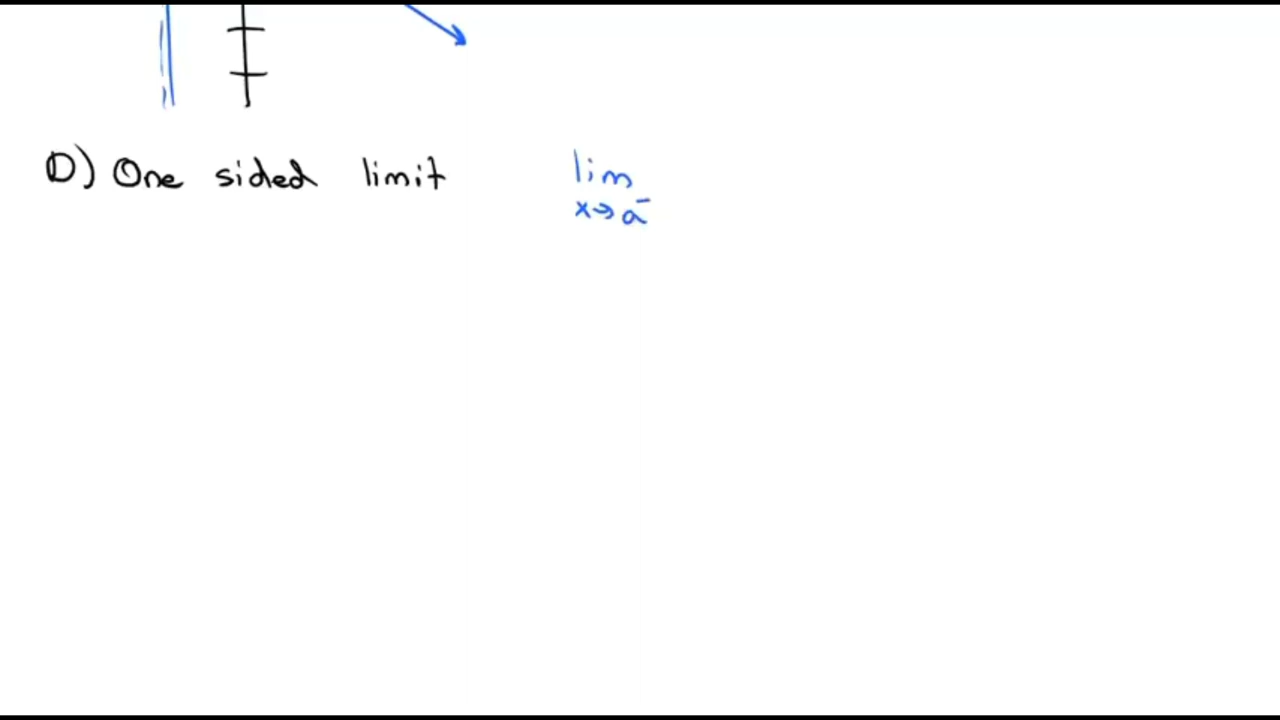 D) One sided limit lim
x→a⁻